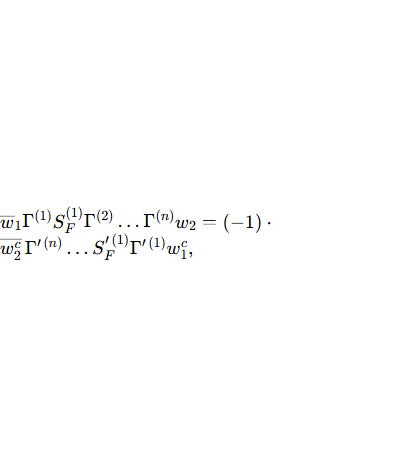 $\overline{w}_1 \Gamma^{(1)} S_F^{(1)} \Gamma^{(2)} \ldots \Gamma^{(n)} w_2 = (-1) \cdot$
$\overline{w_2^c} \, \Gamma'^{\,(n)} \ldots S_F'^{\,(1)} \Gamma'^{\,(1)} w_1^c,$